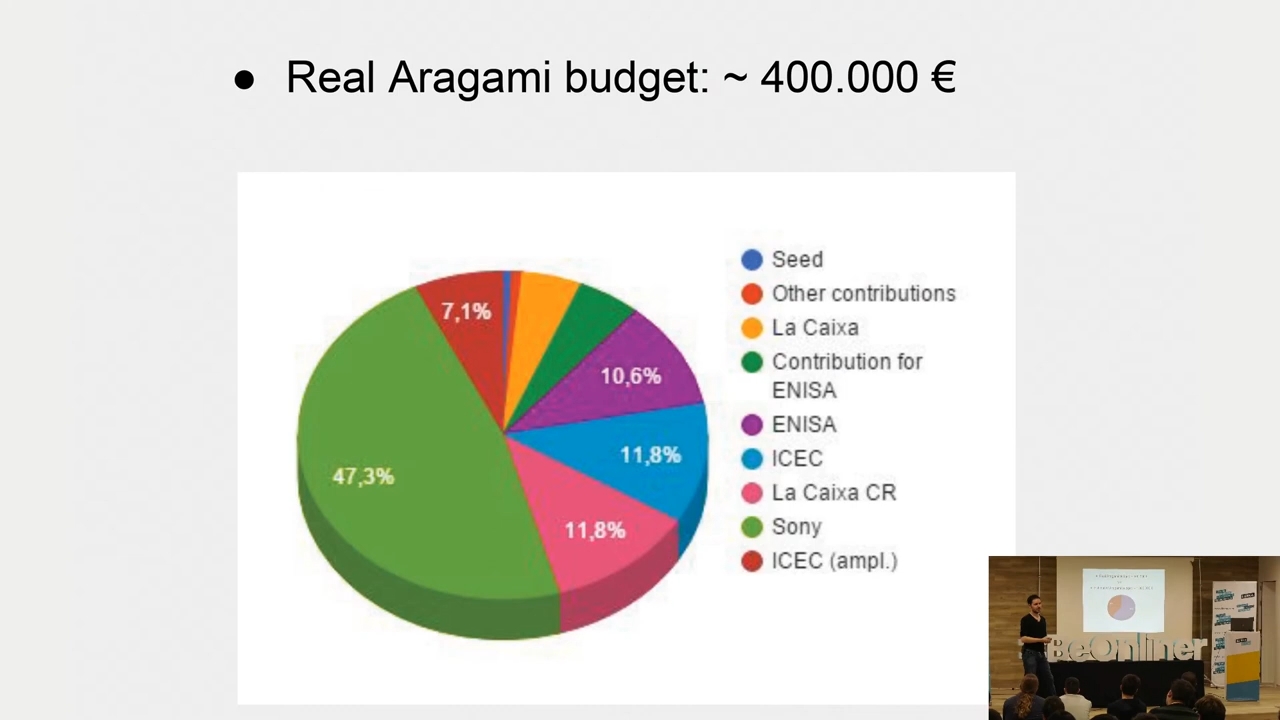 ● Real Aragami budget: ~ 400.000 €
7,1%
10,6%
11,8%
11,8%
47,3%
Seed
Other contributions
La Caixa
Contribution for
ENISA
ENISA
ICEC
La Caixa CR
Sony
ICEC (ampl.)
BeOnliner